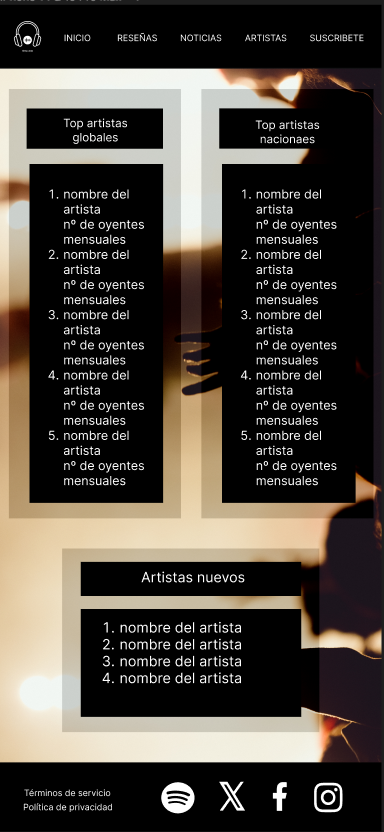 INICIO RESEÑAS NOTICIAS ARTISTAS SUSCRIBETE
Top artistas
globales
1. nombre del
artista
nº de oyentes
mensuales
2. nombre del
artista
nº de oyentes
mensuales
3. nombre del
artista
nº de oyentes
mensuales
4. nombre del
artista
nº de oyentes
mensuales
5. nombre del
artista
nº de oyentes
mensuales
Top artistas
nacionaes
1. nombre del
artista
nº de oyentes
mensuales
2. nombre del
artista
nº de oyentes
mensuales
3. nombre del
artista
nº de oyentes
mensuales
4. nombre del
artista
nº de oyentes
mensuales
5. nombre del
artista
nº de oyentes
mensuales
Artistas nuevos
1. nombre del artista
2. nombre del artista
3. nombre del artista
4. nombre del artista
Términos de servicio
Política de privacidad